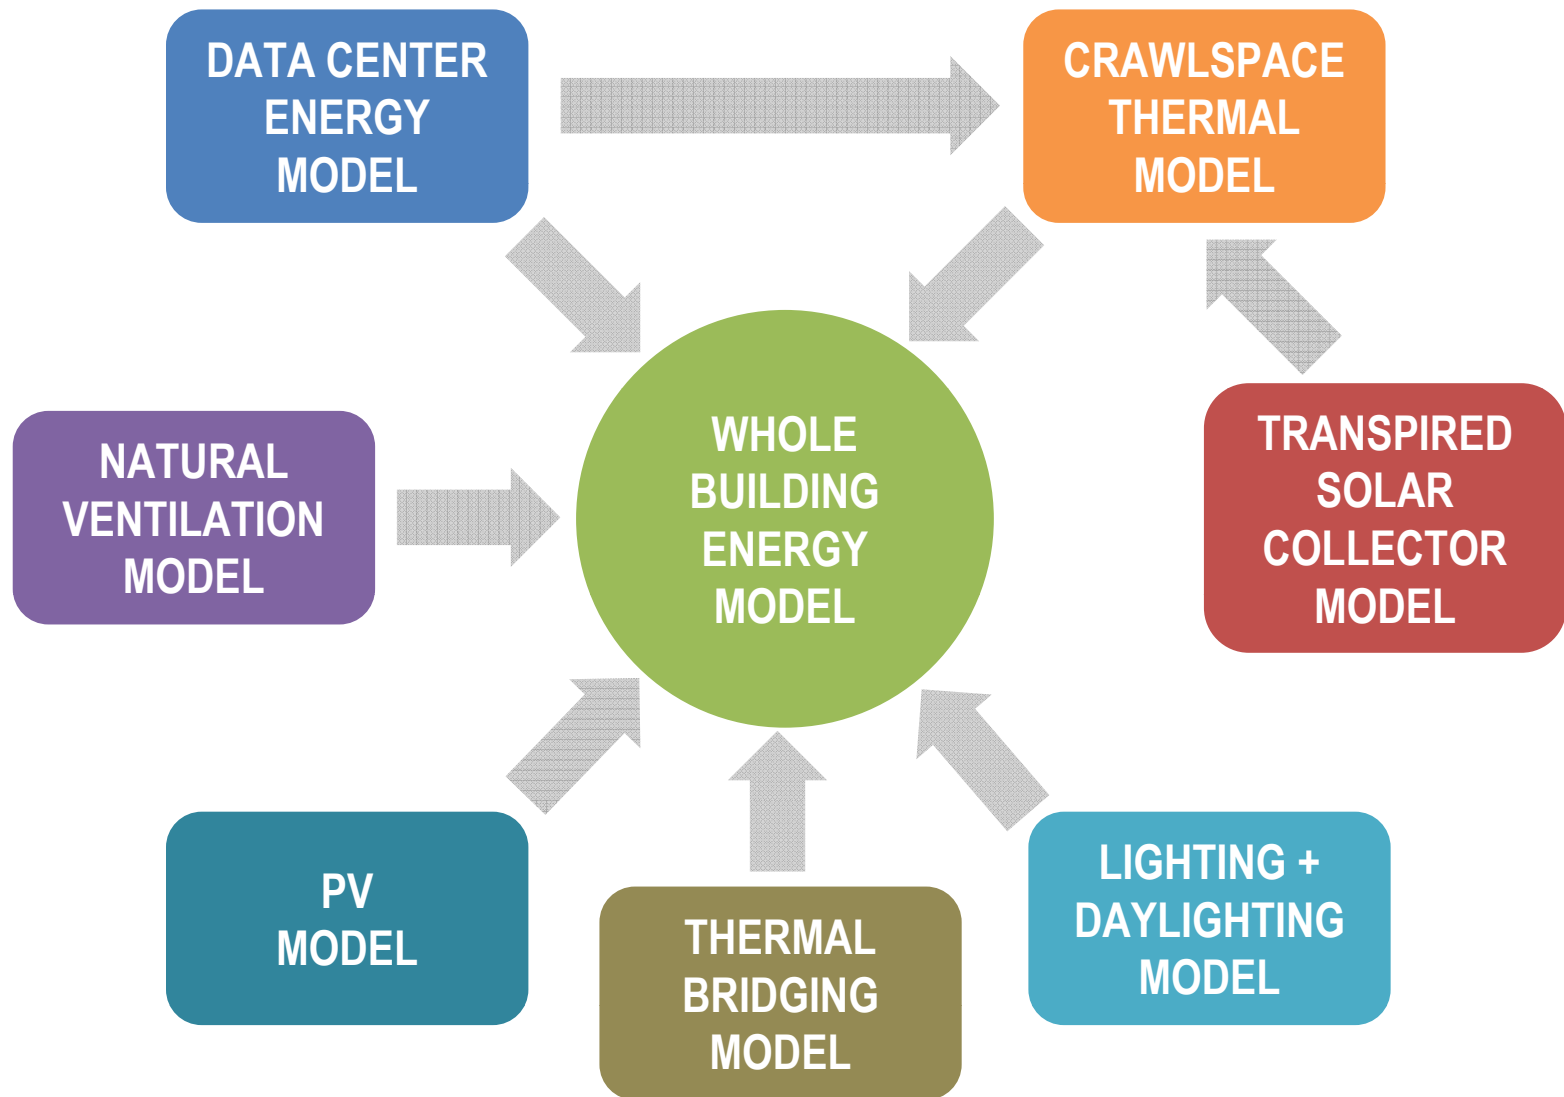 DATA CENTER
ENERGY
MODEL
CRAWLSPACE
THERMAL
MODEL
NATURAL
VENTILATION
MODEL
WHOLE
BUILDING
ENERGY
MODEL
TRANSPIRED
SOLAR
COLLECTOR
MODEL
PV
MODEL
THERMAL
BRIDGING
MODEL
LIGHTING +
DAYLIGHTING
MODEL